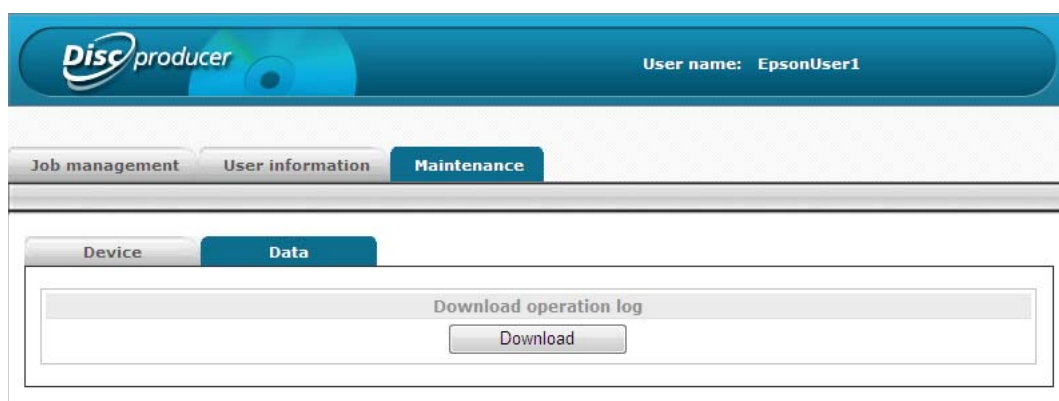 Disc producer
User name: EpsonUser1
Job management User information Maintenance
Device Data
Download operation log
Download